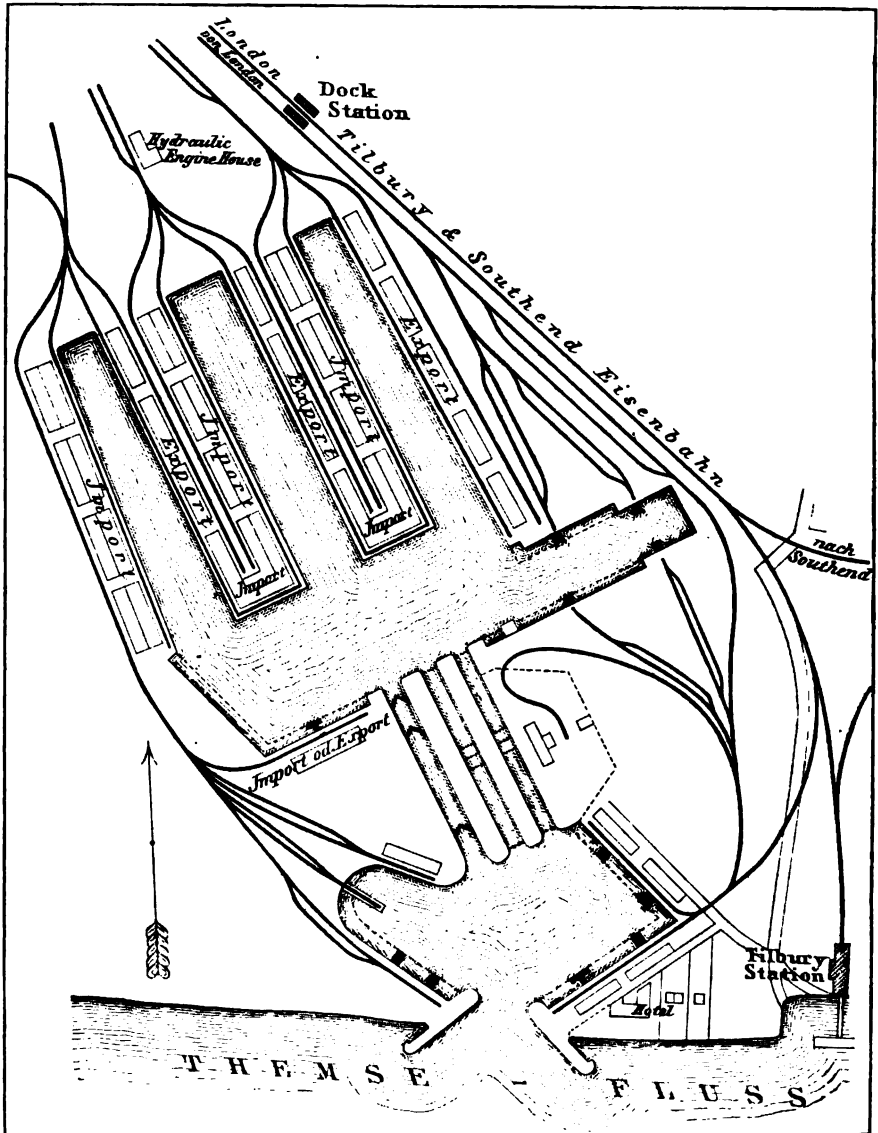 London
von London
Dock
Station
Tilbury & Southend Eisenbahn
Hydraulic
Engine House
Import
Export
Import
Export
Import
Export
Import
Import
nach
Southend
Import od. Export
Tilbury
Station
Hotel
THEMSE - FLUSS